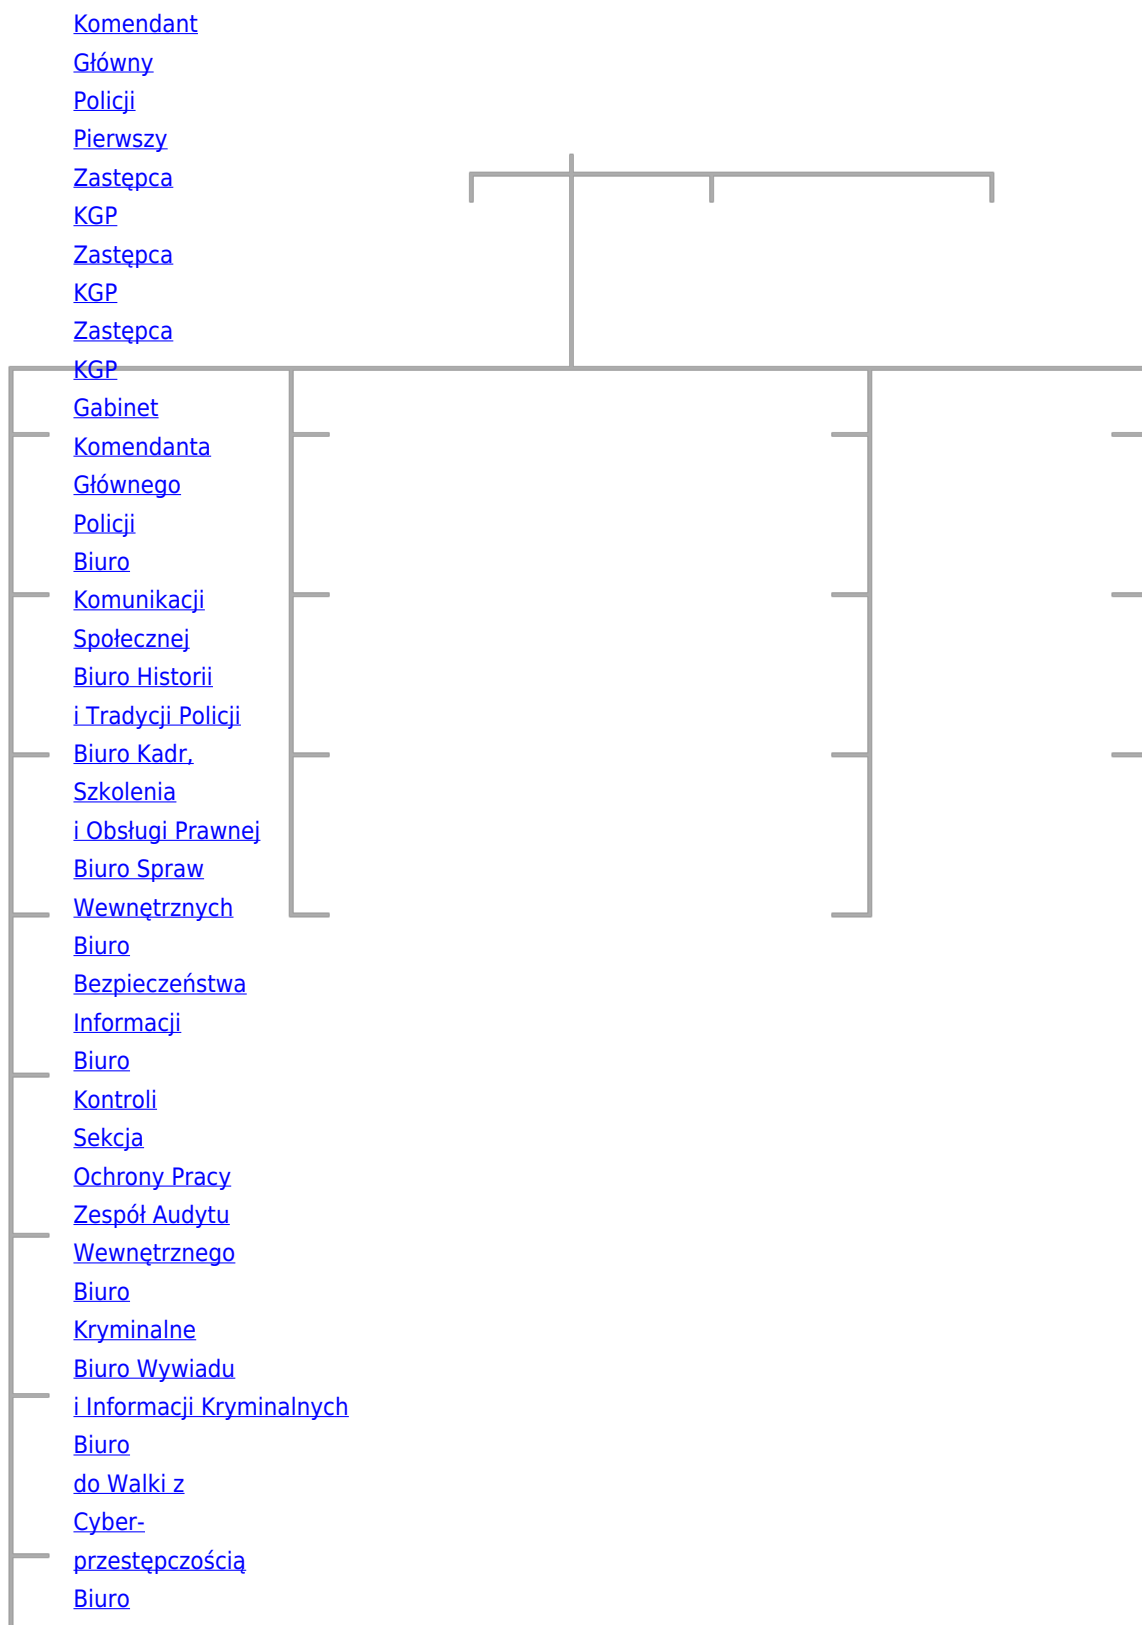 Komendant
Główny
Policji
Pierwszy
Zastępca
KGP
Zastępca
KGP
Zastępca
KGP
Gabinet
Komendanta
Głównego
Policji
Biuro
Komunikacji
Społecznej
Biuro Historii
i Tradycji Policji
Biuro Kadr,
Szkolenia
i Obsługi Prawnej
Biuro Spraw
Wewnętrznych
Biuro
Bezpieczeństwa
Informacji
Biuro
Kontroli
Sekcja
Ochrony Pracy
Zespół Audytu
Wewnętrznego
Biuro
Kryminalne
Biuro Wywiadu
i Informacji Kryminalnych
Biuro
do Walki z
Cyber-
przestępczością
Biuro